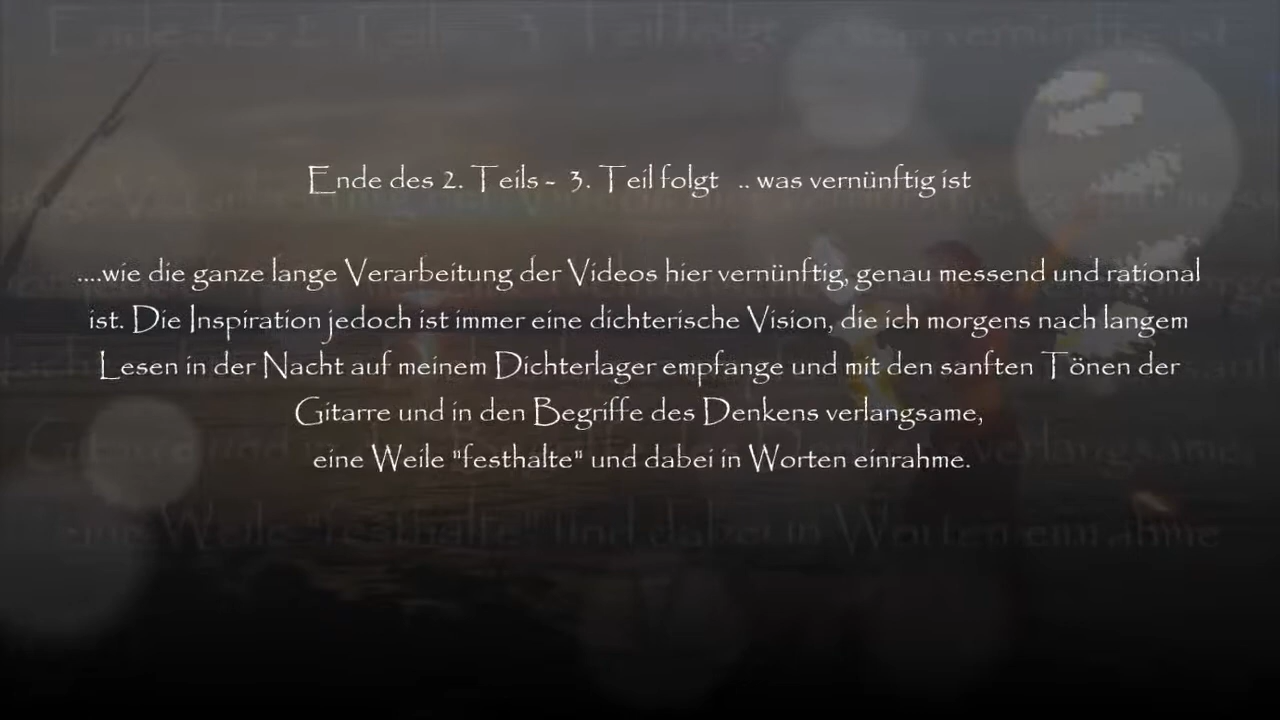 Ende des 2. Teils - 3. Teil folgt .. was vernünftig ist
....wie die ganze lange Verarbeitung der Videos hier vernünftig, genau messend und rational
ist. Die Inspiration jedoch ist immer eine dichterische Vision, die ich morgens nach langem
Lesen in der Nacht auf meinem Dichterlager empfange und mit den sanften Tönen der
Gitarre und in den Begriffe des Denkens verlangsame,
eine Weile "festhalte" und dabei in Worten einrahme.